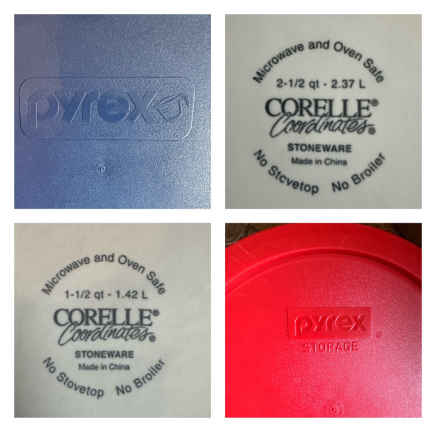 pyrex
Microwave and Oven Safe
2-1/2 qt - 2.37 L
CORELLE®
Coordinates®
STONEWARE
Made in China
No Stovetop No Broiler
Microwave and Oven Safe
1-1/2 qt - 1.42 L
CORELLE®
Coordinates®
STONEWARE
Made in China
No Stovetop No Broiler
pyrex
STORAGE